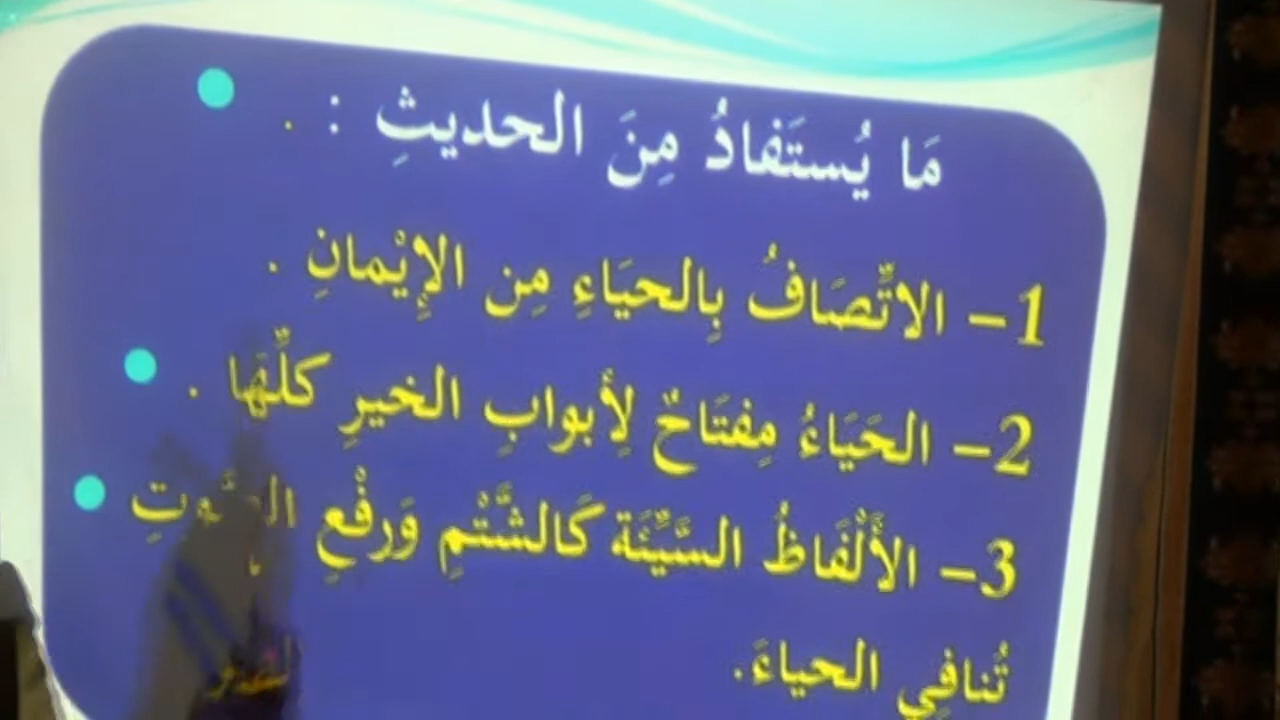 مَا يُستَفادُ مِنَ الحديثِ : .
1- الاتِّصَافُ بِالحيَاءِ مِن الإِيْمانِ .
2- الحَيَاءُ مِفتَاحٌ لِأبوابِ الخيرِ كلِّهَا .
3- الأَلْفَاظُ السَّيِّئَة كَالشَّتْمِ وَرفْعِ
تُنافِي الحياءَ.